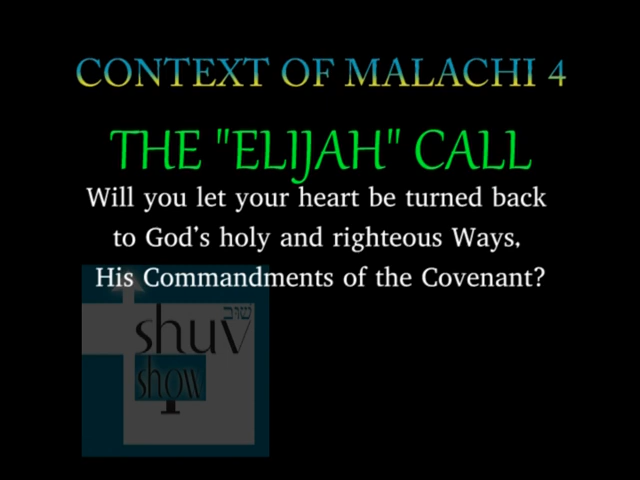 CONTEXT OF MALACHI 4
THE "ELIJAH" CALL
Will you let your heart be turned back
to God's holy and righteous Ways,
His Commandments of the Covenant?
שוב
shuv
show